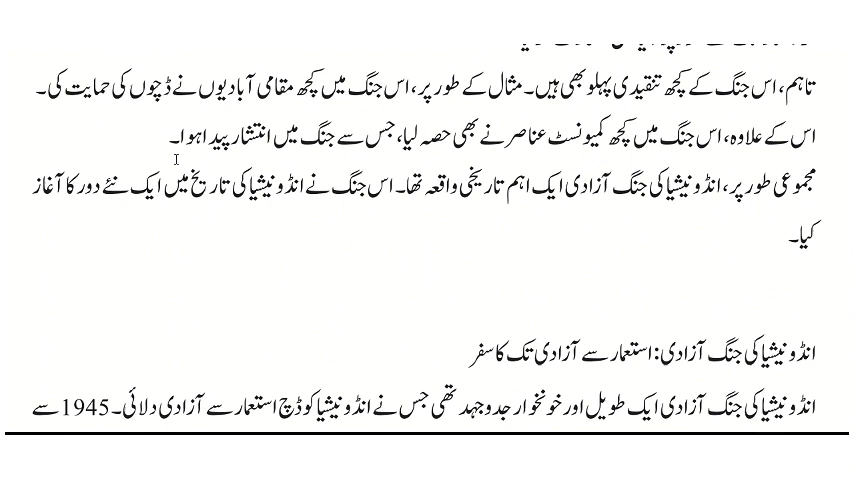 تاہم، اس جنگ کے کچھ تنقیدی پہلو بھی ہیں۔ مثال کے طور پر، اس جنگ میں کچھ مقامی آبادیوں نے ڈچوں کی حمایت کی۔
اس کے علاوہ، اس جنگ میں کچھ کمیونسٹ عناصر نے بھی حصہ لیا، جس سے جنگ میں انتشار پیدا ہوا۔
مجموعی طور پر، انڈونیشیا کی جنگ آزادی ایک اہم تاریخی واقعہ تھا۔ اس جنگ نے انڈونیشیا کی تاریخ میں ایک نئے دور کا آغاز
کیا۔
انڈونیشیا کی جنگ آزادی: استعمار سے آزادی تک کا سفر
انڈونیشیا کی جنگ آزادی ایک طویل اور خونخوار جدوجہد تھی جس نے انڈونیشیا کو ڈچ استعمار سے آزادی دلائی۔ 1945 سے